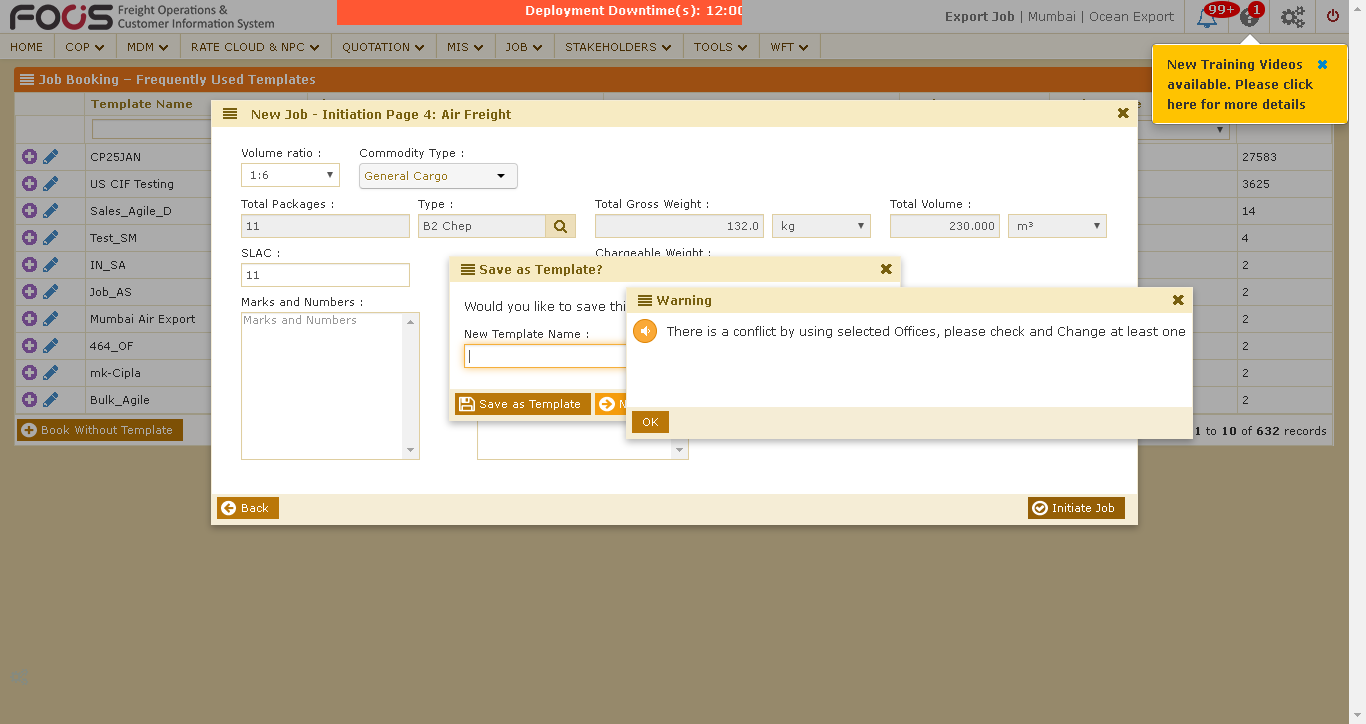 FOCUS Freight Operations & Customer Information System
Deployment Downtime(s): 12:00
Export Job | Mumbai | Ocean Export
99+
1
HOME COP MDM RATE CLOUD & NPC QUOTATION MIS JOB STAKEHOLDERS TOOLS WFT
New Training Videos
available. Please click
here for more details
Job Booking – Frequently Used Templates
Template Name
New Job - Initiation Page 4: Air Freight
Volume ratio : Commodity Type :
1:6 General Cargo
Total Packages : Type : Total Gross Weight : Total Volume :
11 B2 Chep 132.0 kg 230.000 m³
SLAC : Chargeable Weight :
11
Marks and Numbers :
Marks and Numbers
CP25JAN 27583
US CIF Testing 3625
Sales_Agile_D 14
Test_SM 4
IN_SA 2
Job_AS 2
Mumbai Air Export 2
464_OF 2
mk-Cipla 2
Bulk_Agile 2
Book Without Template
1 to 10 of 632 records
Save as Template?
Would you like to save thi
New Template Name :
Save as Template N
Warning
There is a conflict by using selected Offices, please check and Change at least one
OK
Back
Initiate Job